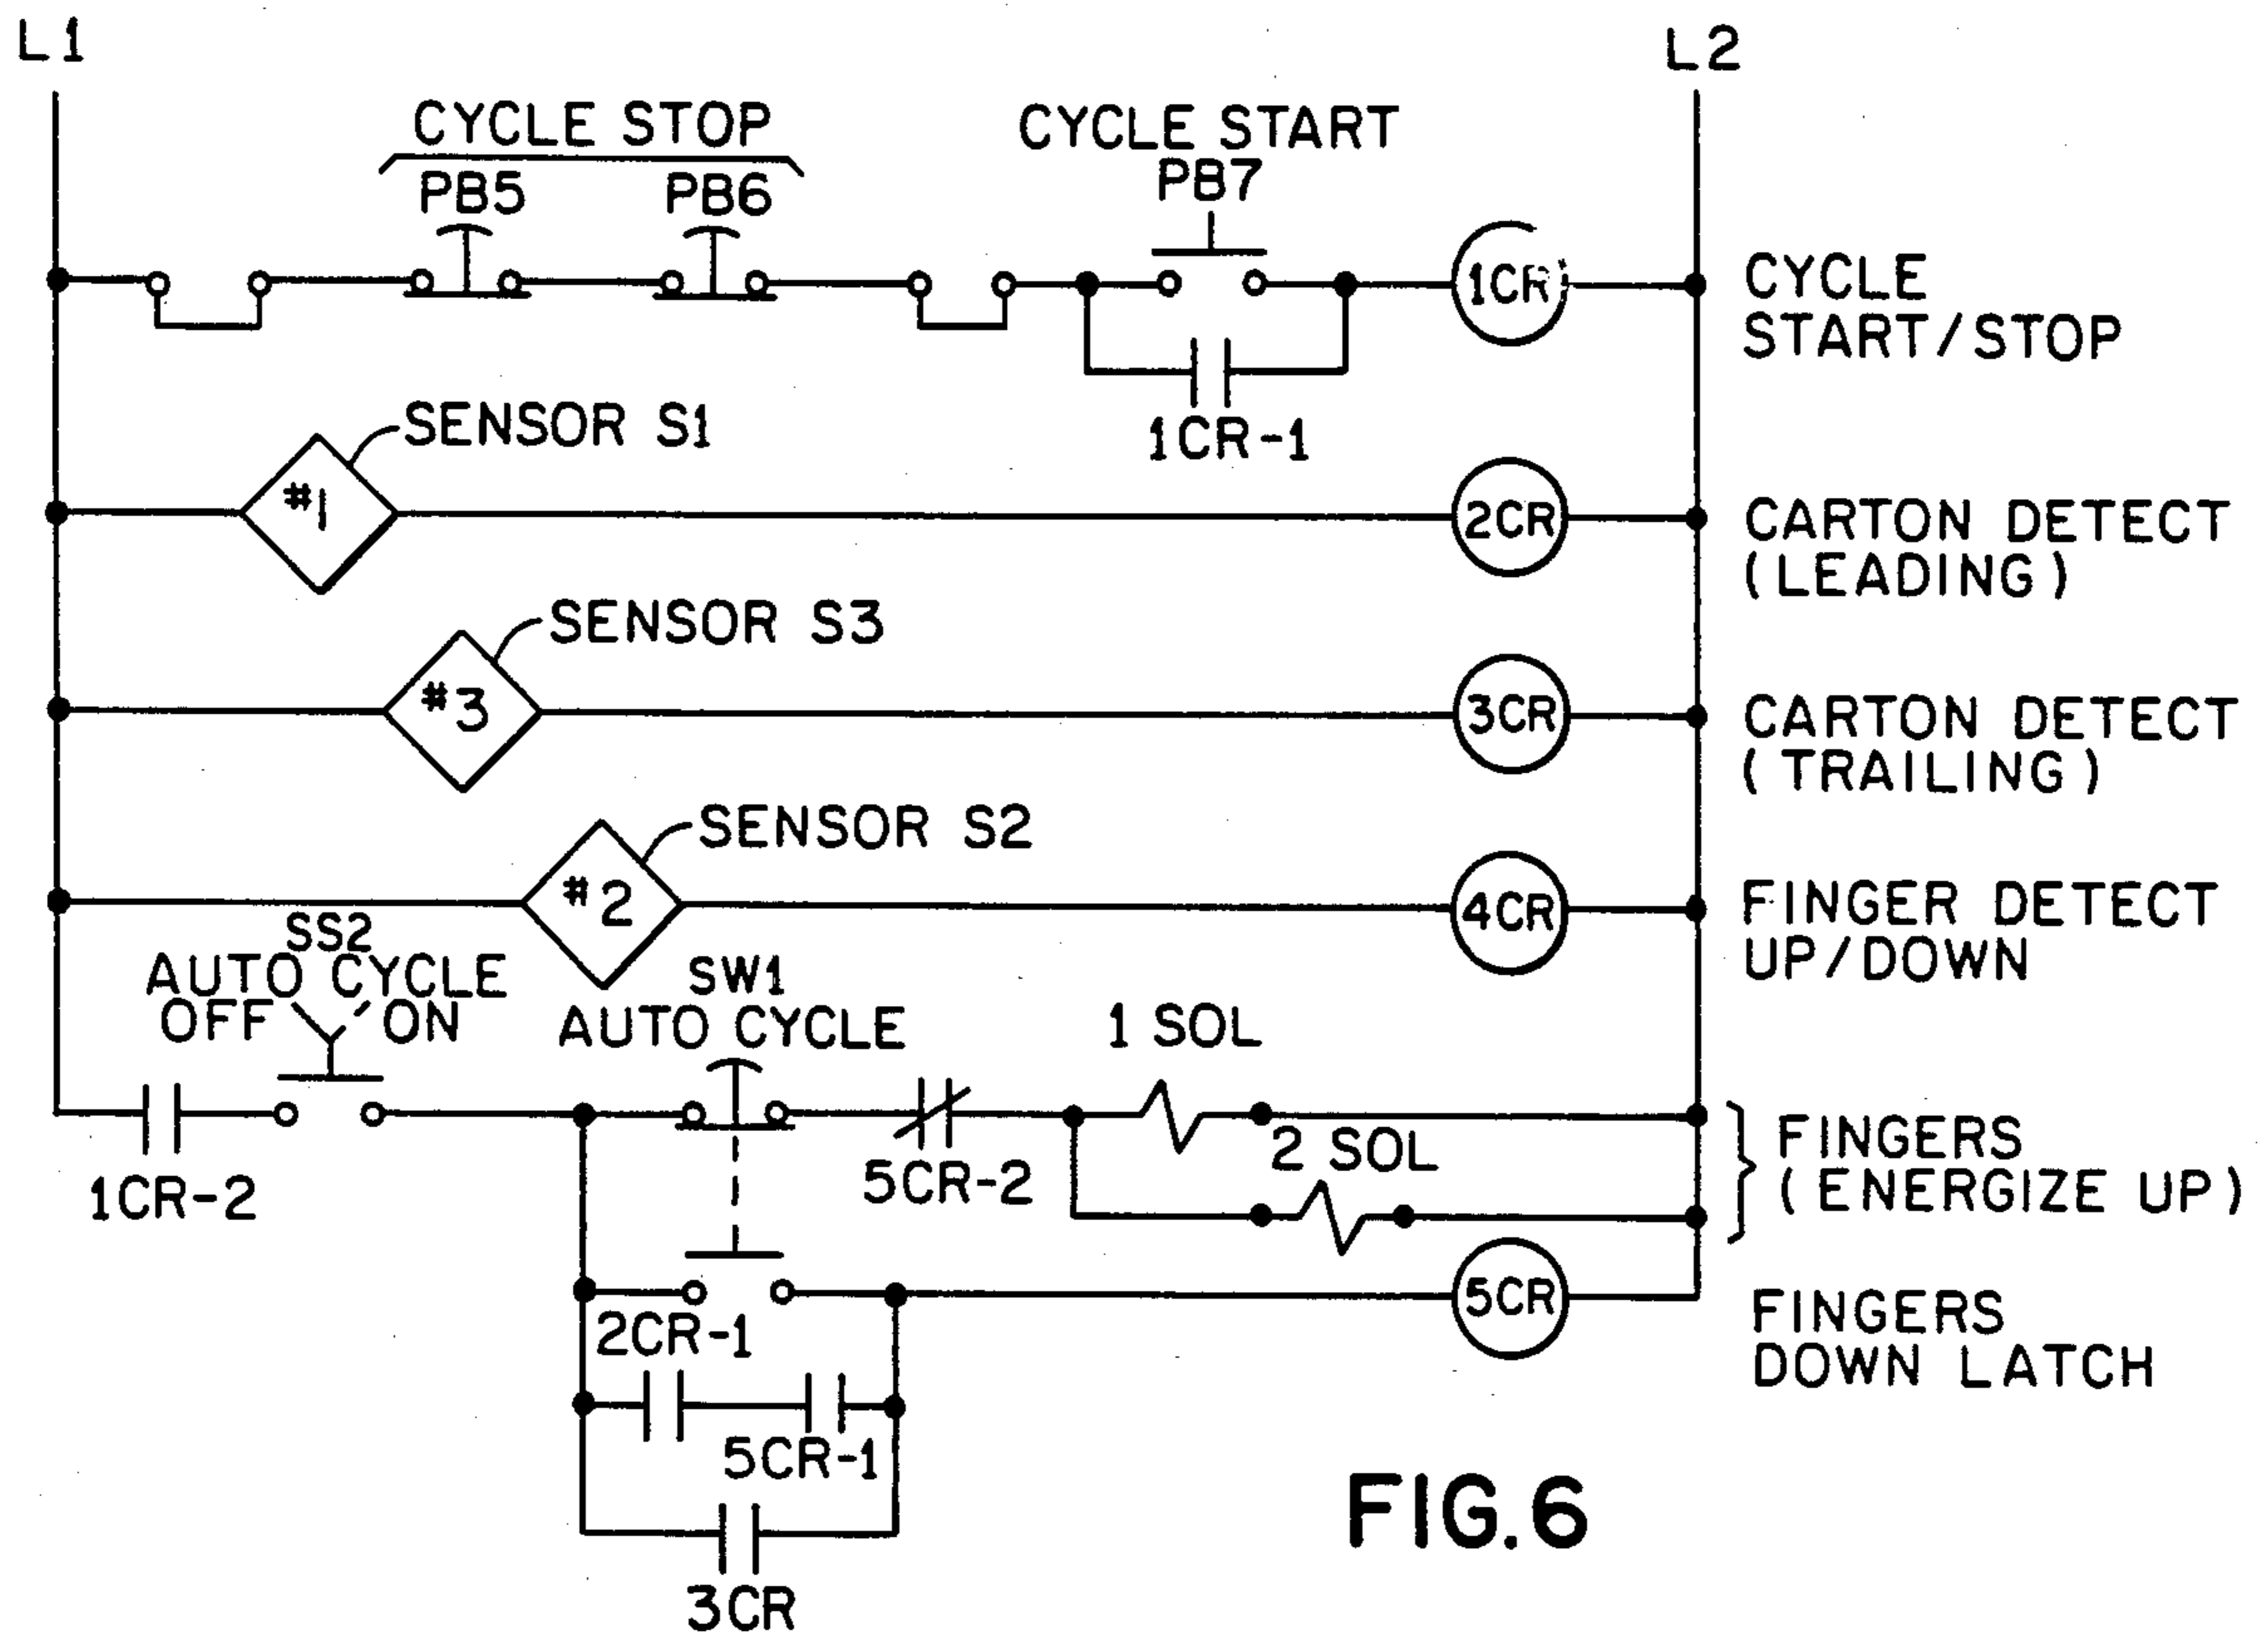 L1
L2
CYCLE STOP
PB5
PB6
CYCLE START
PB7
1CR
CYCLE
START/STOP
1CR-1
SENSOR S1
#1
2CR
CARTON DETECT
(LEADING)
SENSOR S3
#3
3CR
CARTON DETECT
(TRAILING)
SENSOR S2
#2
4CR
FINGER DETECT
UP/DOWN
SS2
AUTO CYCLE
OFF
ON
SW1
AUTO CYCLE
1 SOL
1CR-2
5CR-2
2 SOL
FINGERS
(ENERGIZE UP)
2CR-1
5CR
FINGERS
DOWN LATCH
5CR-1
3CR
FIG.6